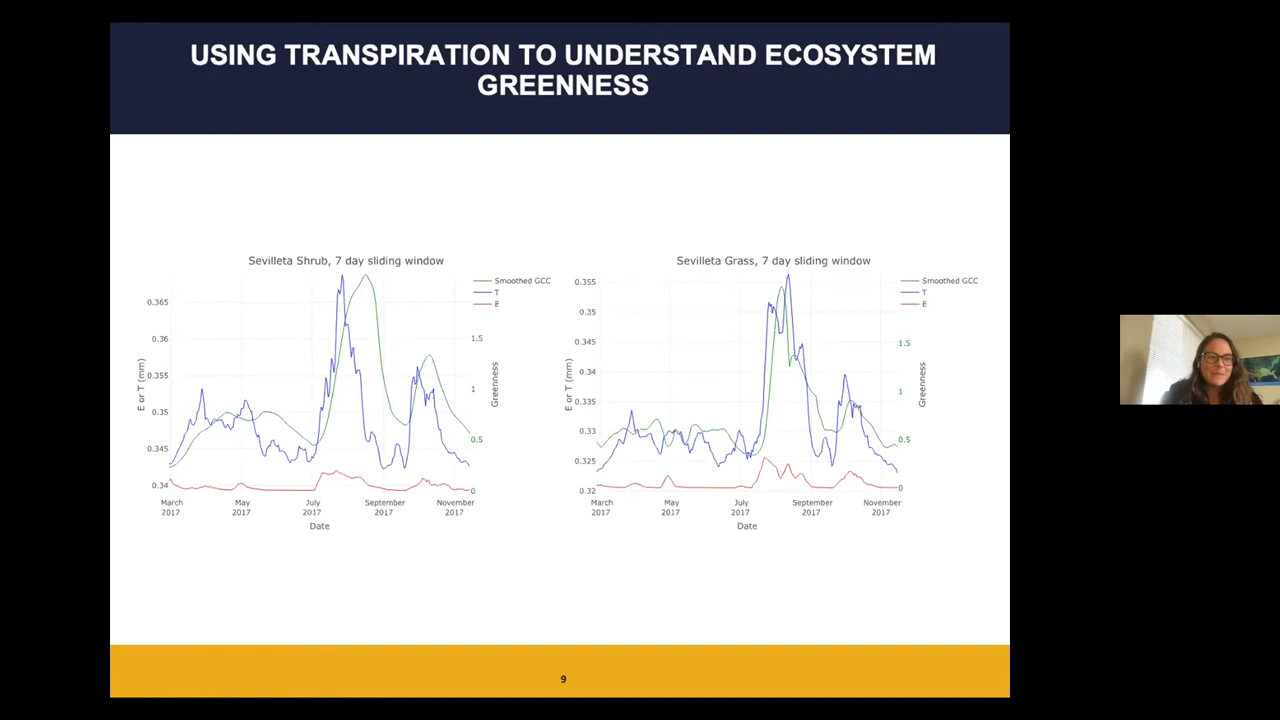 USING TRANSPIRATION TO UNDERSTAND ECOSYSTEM
GREENNESS
Sevilleta Shrub, 7 day sliding window
Smoothed GCC
T
E
0.365
0.36
0.355
0.35
0.345
0.34
E or T (mm)
1.5
1
0.5
0
Greenness
March
2017
May
2017
July
2017
September
2017
November
2017
Date
Sevilleta Grass, 7 day sliding window
Smoothed GCC
T
E
0.355
0.35
0.345
0.34
0.335
0.33
0.325
0.32
E or T (mm)
1.5
1
0.5
0
Greenness
March
2017
May
2017
July
2017
September
2017
November
2017
Date
9